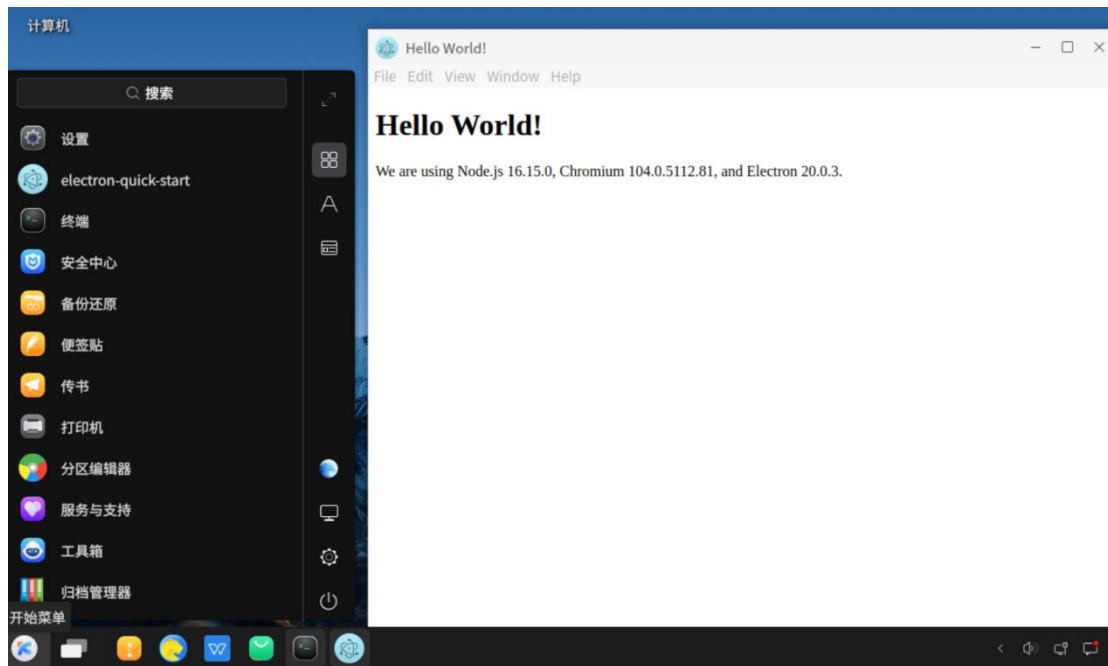 计算机
搜索
设置
electron-quick-start
终端
安全中心
备份还原
便签贴
传书
打印机
分区编辑器
服务与支持
工具箱
归档管理器
开始菜单
Hello World!
File Edit View Window Help
Hello World!
We are using Node.js 16.15.0, Chromium 104.0.5112.81, and Electron 20.0.3.